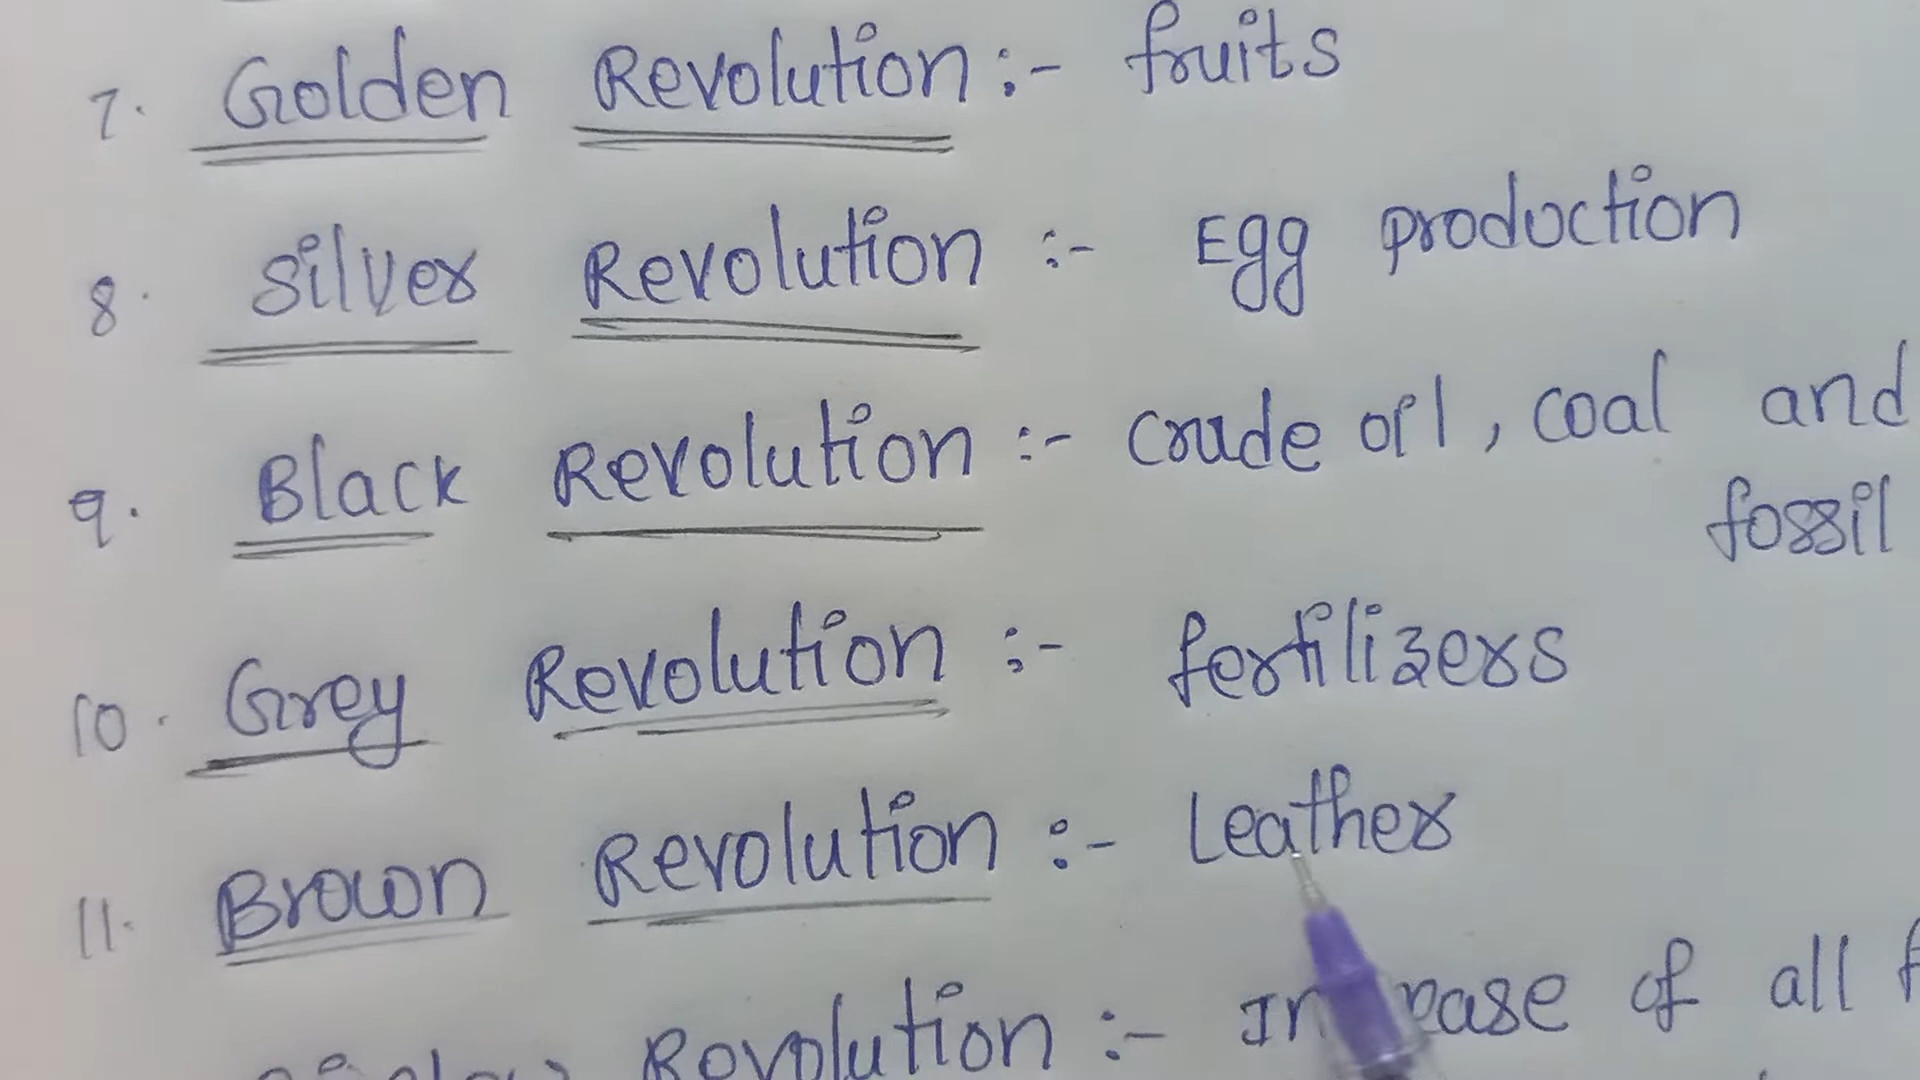 7. Golden Revolution :- fruits
8. Silver Revolution :- Egg production
9. Black Revolution :- Crude oil, coal and
fossil
10. Grey Revolution :- fertilizers
11. Brown Revolution :- Leather
Revolution :- of all